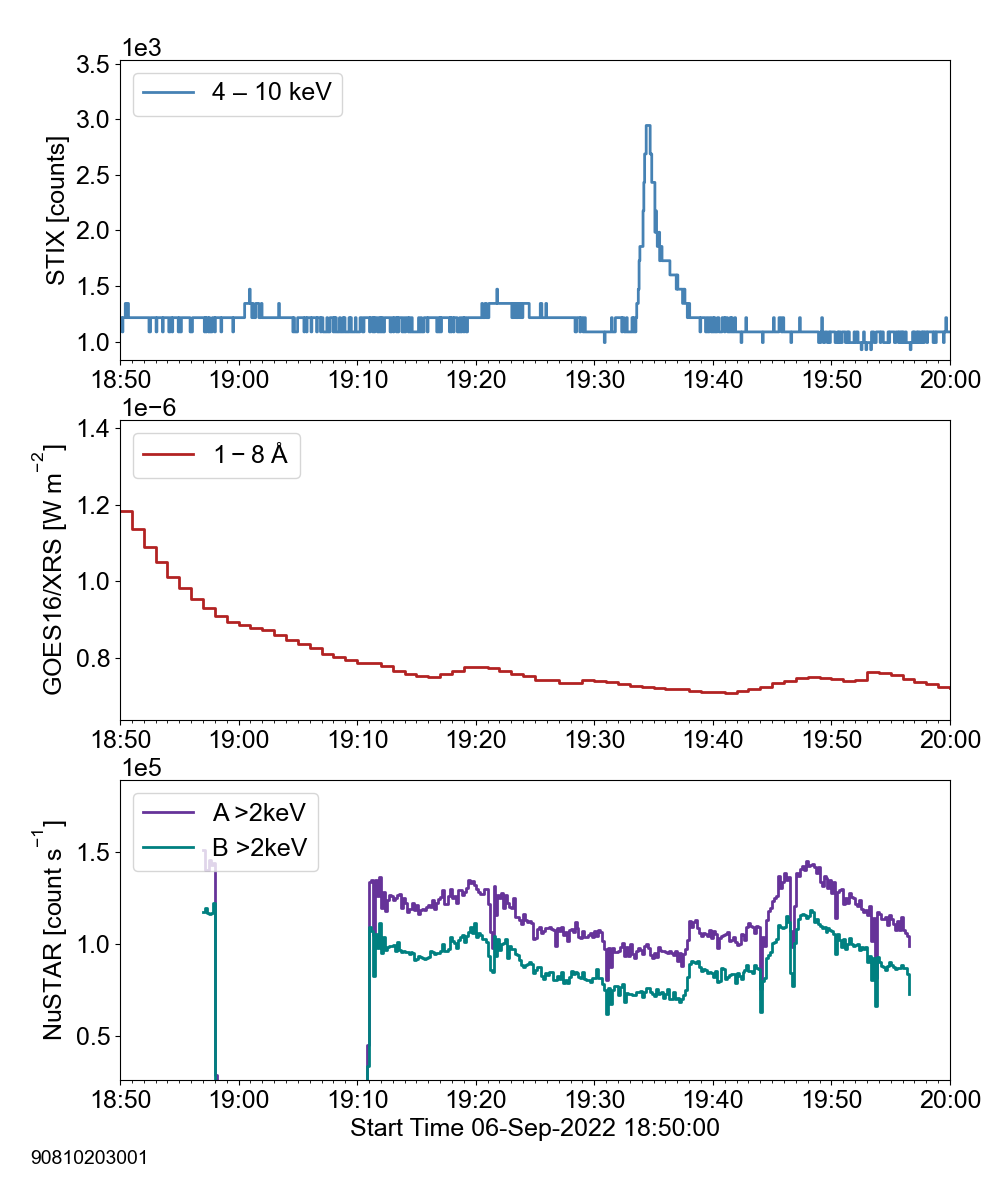 1e3
3.5
3.0
2.5
2.0
1.5
1.0
STIX [counts]
4 – 10 keV
18:50 19:00 19:10 19:20 19:30 19:40 19:50 20:00
1e−6
1.4
1.2
1.0
0.8
GOES16/XRS [W m⁻²]
1 – 8 Å
18:50 19:00 19:10 19:20 19:30 19:40 19:50 20:00
1e5
1.5
1.0
0.5
NuSTAR [count s⁻¹]
A >2keV
B >2keV
18:50 19:00 19:10 19:20 19:30 19:40 19:50 20:00
Start Time 06-Sep-2022 18:50:00
90810203001